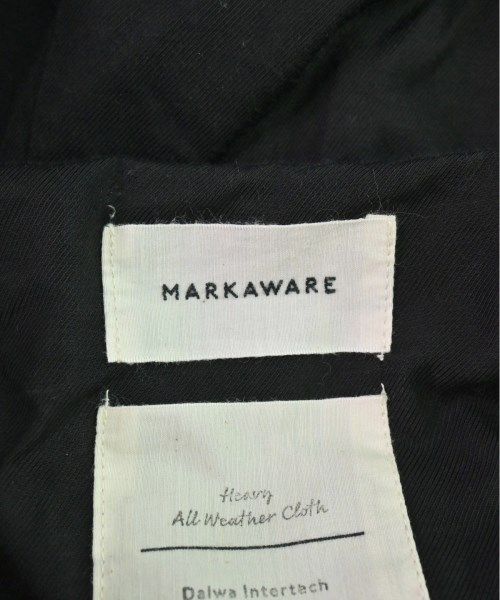 MARKAWARE
Heavy
All Weather Cloth
Daiwa Intertech